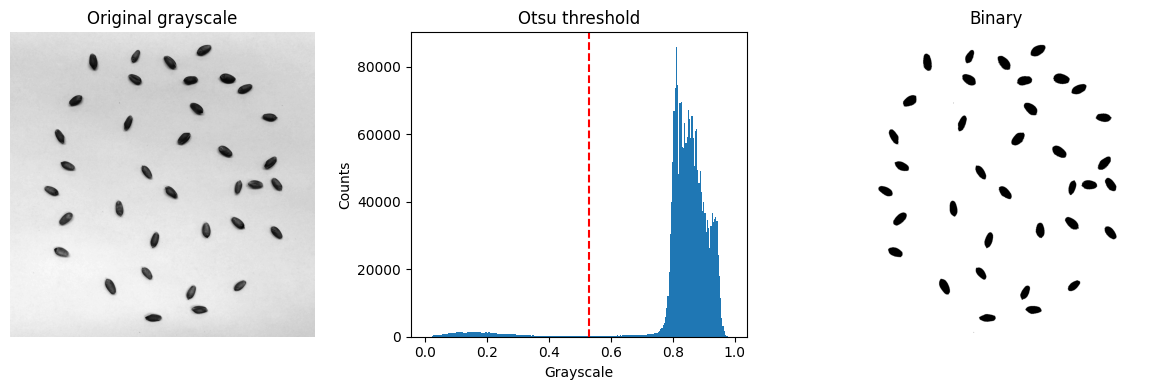 Original grayscale
Otsu threshold
Binary
80000
60000
40000
20000
0
Counts
0.0 0.2 0.4 0.6 0.8 1.0
Grayscale